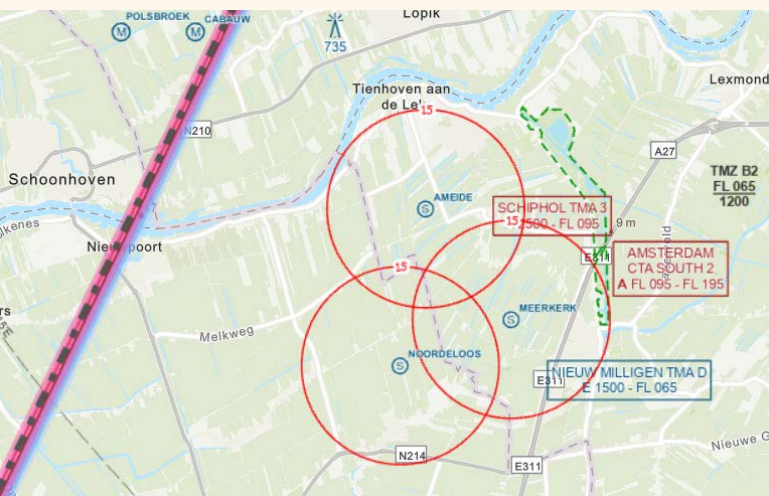 POLSBROEK
M
CABAUW
M
735
Lopik
Lexmond
Tienhoven aan
de Lek
15
N210
A27
TMZ B2
FL 065
1200
Schoonhoven
AMEIDE
S
SCHIPHOL TMA 3
2500 - FL 095
15
9 m
E311
AMSTERDAM
CTA SOUTH 2
A FL 095 - FL 195
Nieuwpoort
15
MEERKERK
S
Melkweg
NOORDELOOS
S
NIEUW MILLIGEN TMA D
E 1500 - FL 065
E311
N214
E311
Nieuwe G